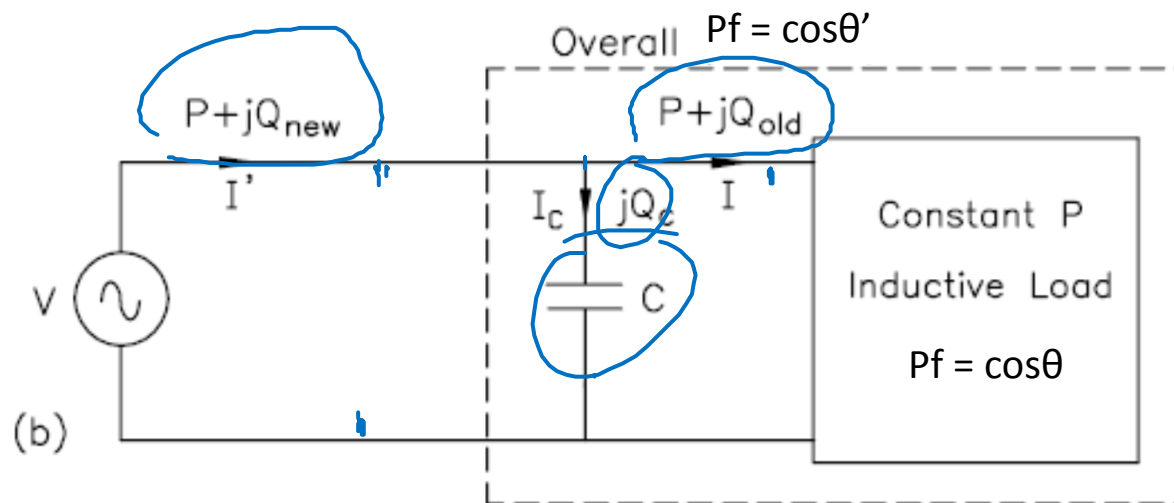 Overall Pf = cosθ’
P+jQnew
P+jQold
I’
IC
jQc
I
V
C
Constant P
Inductive Load
Pf = cosθ
(b)